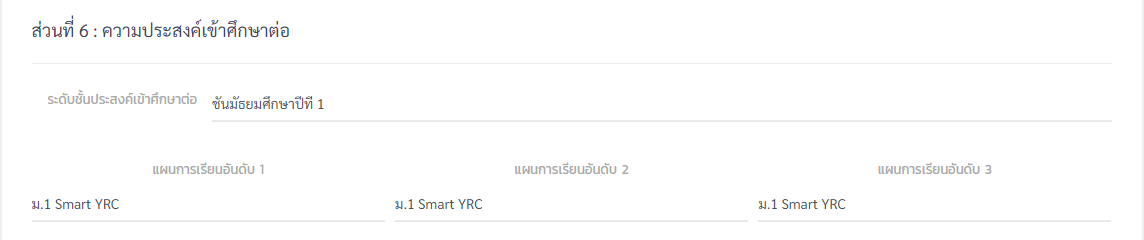 ส่วนที่ 6 : ความประสงค์เข้าศึกษาต่อ
ระดับชั้นประสงค์เข้าศึกษาต่อ ชั้นมัธยมศึกษาปีที่ 1
แผนการเรียนอันดับ 1 แผนการเรียนอันดับ 2 แผนการเรียนอันดับ 3
ม.1 Smart YRC ม.1 Smart YRC ม.1 Smart YRC